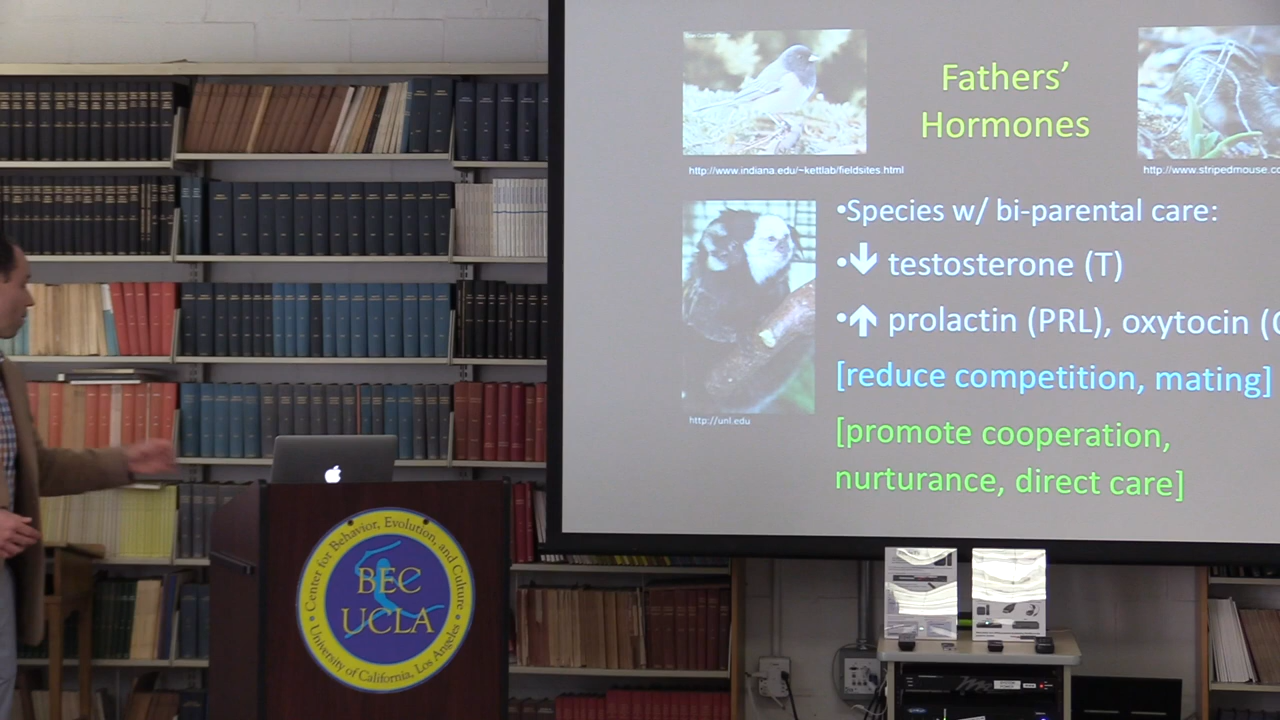 Fathers’
Hormones
http://www.indiana.edu/~kettlab/fieldsites.html
http://www.stripedmouse.co
•Species w/ bi-parental care:
•↓ testosterone (T)
•↑ prolactin (PRL), oxytocin (
[reduce competition, mating]
[promote cooperation,
nurturance, direct care]
http://unl.edu
Center for Behavior, Evolution, and Culture
BEC
UCLA
University of California, Los Angeles